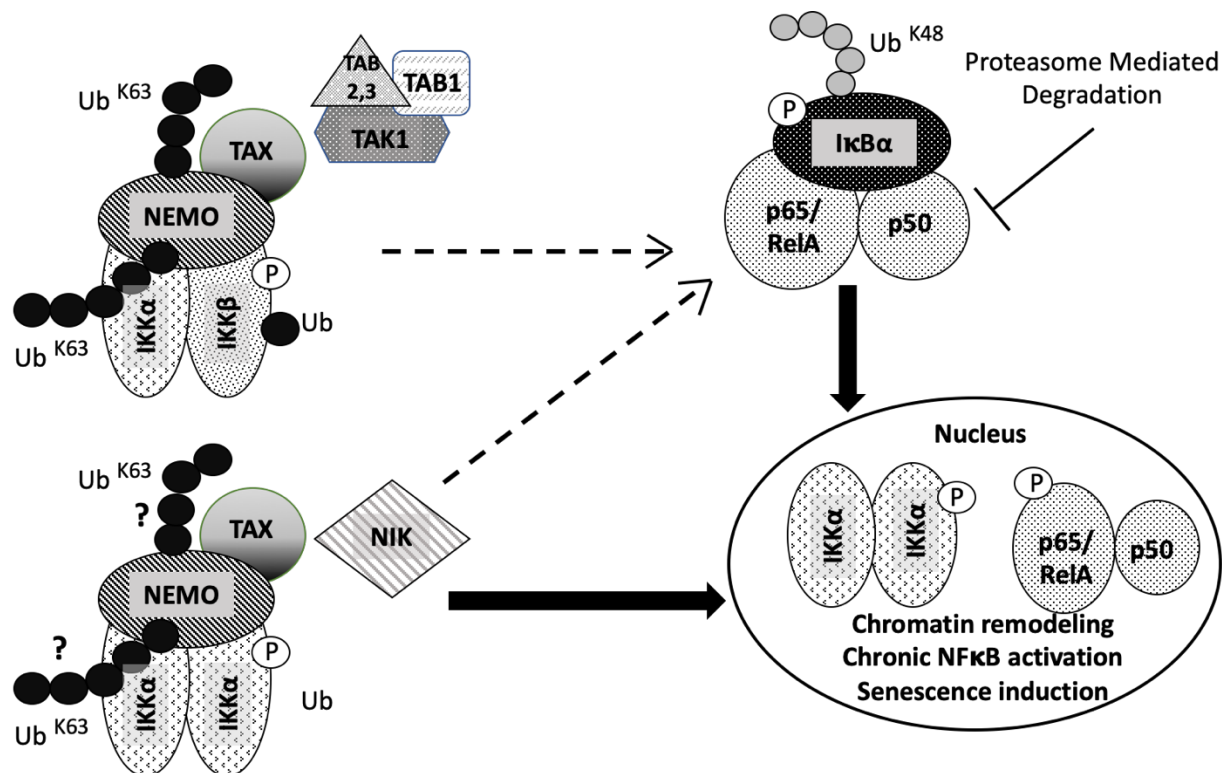 Ub K63
TAX
TAB
2,3
TAB1
TAK1
NEMO
IKKα
IKKβ
P
Ub
Ub K63
Ub K48
P
IκBα
p65/
RelA
p50
Proteasome Mediated
Degradation
Ub K63
?
TAX
NIK
NEMO
?
IKKα
IKKα
P
Ub
Ub K63
Nucleus
IKKα
IKKα
P
P
p65/
RelA
p50
Chromatin remodeling
Chronic NFκB activation
Senescence induction